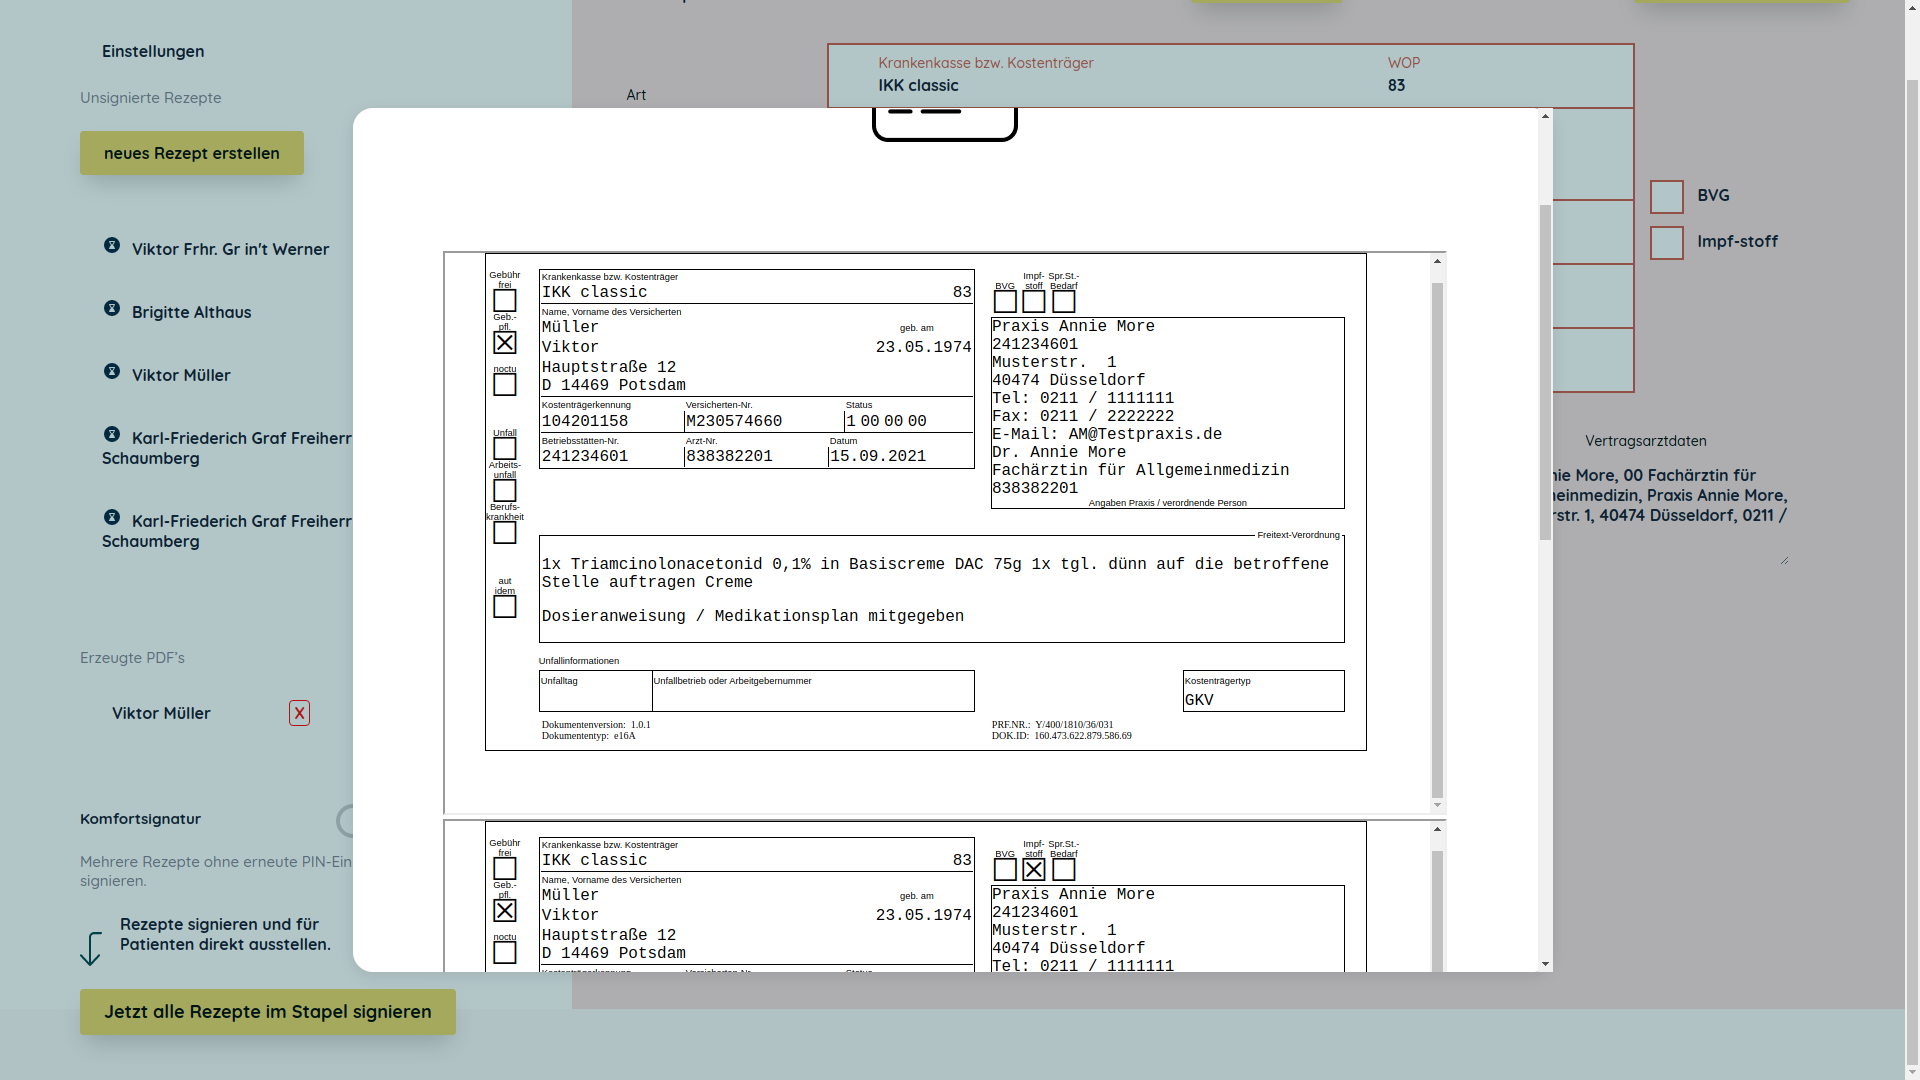 Einstellungen
Unsignierte Rezepte
neues Rezept erstellen
Viktor Frhr. Gr in't Werner
Brigitte Althaus
Viktor Müller
Karl-Friederich Graf Freiherr
Schaumberg
Karl-Friederich Graf Freiherr
Schaumberg
Erzeugte PDF's
Viktor Müller
X
Komfortsignatur
Mehrere Rezepte ohne erneute PIN-Ein
signieren.
Rezepte signieren und für
Patienten direkt ausstellen.
Jetzt alle Rezepte im Stapel signieren
Art
Krankenkasse bzw. Kostenträger
WOP
IKK classic
83
BVG
Impf-stoff
Vertragsarztdaten
nie More, 00 Fachärztin für
einmedizin, Praxis Annie More,
rstr. 1, 40474 Düsseldorf, 0211 /
Gebühr
frei
Geb.-
pfl.
noctu
Unfall
Arbeits-
unfall
Berufs-
krankheit
aut
idem
Krankenkasse bzw. Kostenträger
IKK classic 83
Name, Vorname des Versicherten
Müller
geb. am
Viktor 23.05.1974
Hauptstraße 12
D 14469 Potsdam
Kostenträgerkennung Versicherten-Nr. Status
104201158 M230574660 1 00 00 00
Betriebsstätten-Nr. Arzt-Nr. Datum
241234601 838382201 15.09.2021
BVG
Impf-
stoff
Spr.St.-
Bedarf
Praxis Annie More
241234601
Musterstr.  1
40474 Düsseldorf
Tel: 0211 / 1111111
Fax: 0211 / 2222222
E-Mail: AM@Testpraxis.de
Dr. Annie More
Fachärztin für Allgemeinmedizin
838382201
Angaben Praxis / verordnende Person
Freitext-Verordnung
1x Triamcinolonacetonid 0,1% in Basiscreme DAC 75g 1x tgl. dünn auf die betroffene
Stelle auftragen Creme
Dosieranweisung / Medikationsplan mitgegeben
Unfallinformationen
Unfalltag Unfallbetrieb oder Arbeitgebernummer
Kostenträgertyp
GKV
Dokumentenversion: 1.0.1
Dokumententyp: e16A
PRF.NR.: Y/400/1810/36/031
DOK.ID: 160.473.622.879.586.69
Gebühr
frei
Geb.-
pfl.
noctu
Krankenkasse bzw. Kostenträger
IKK classic 83
Name, Vorname des Versicherten
Müller
geb. am
Viktor 23.05.1974
Hauptstraße 12
D 14469 Potsdam
BVG
Impf-
stoff
Spr.St.-
Bedarf
Praxis Annie More
241234601
Musterstr.  1
40474 Düsseldorf
Tel: 0211 / 1111111